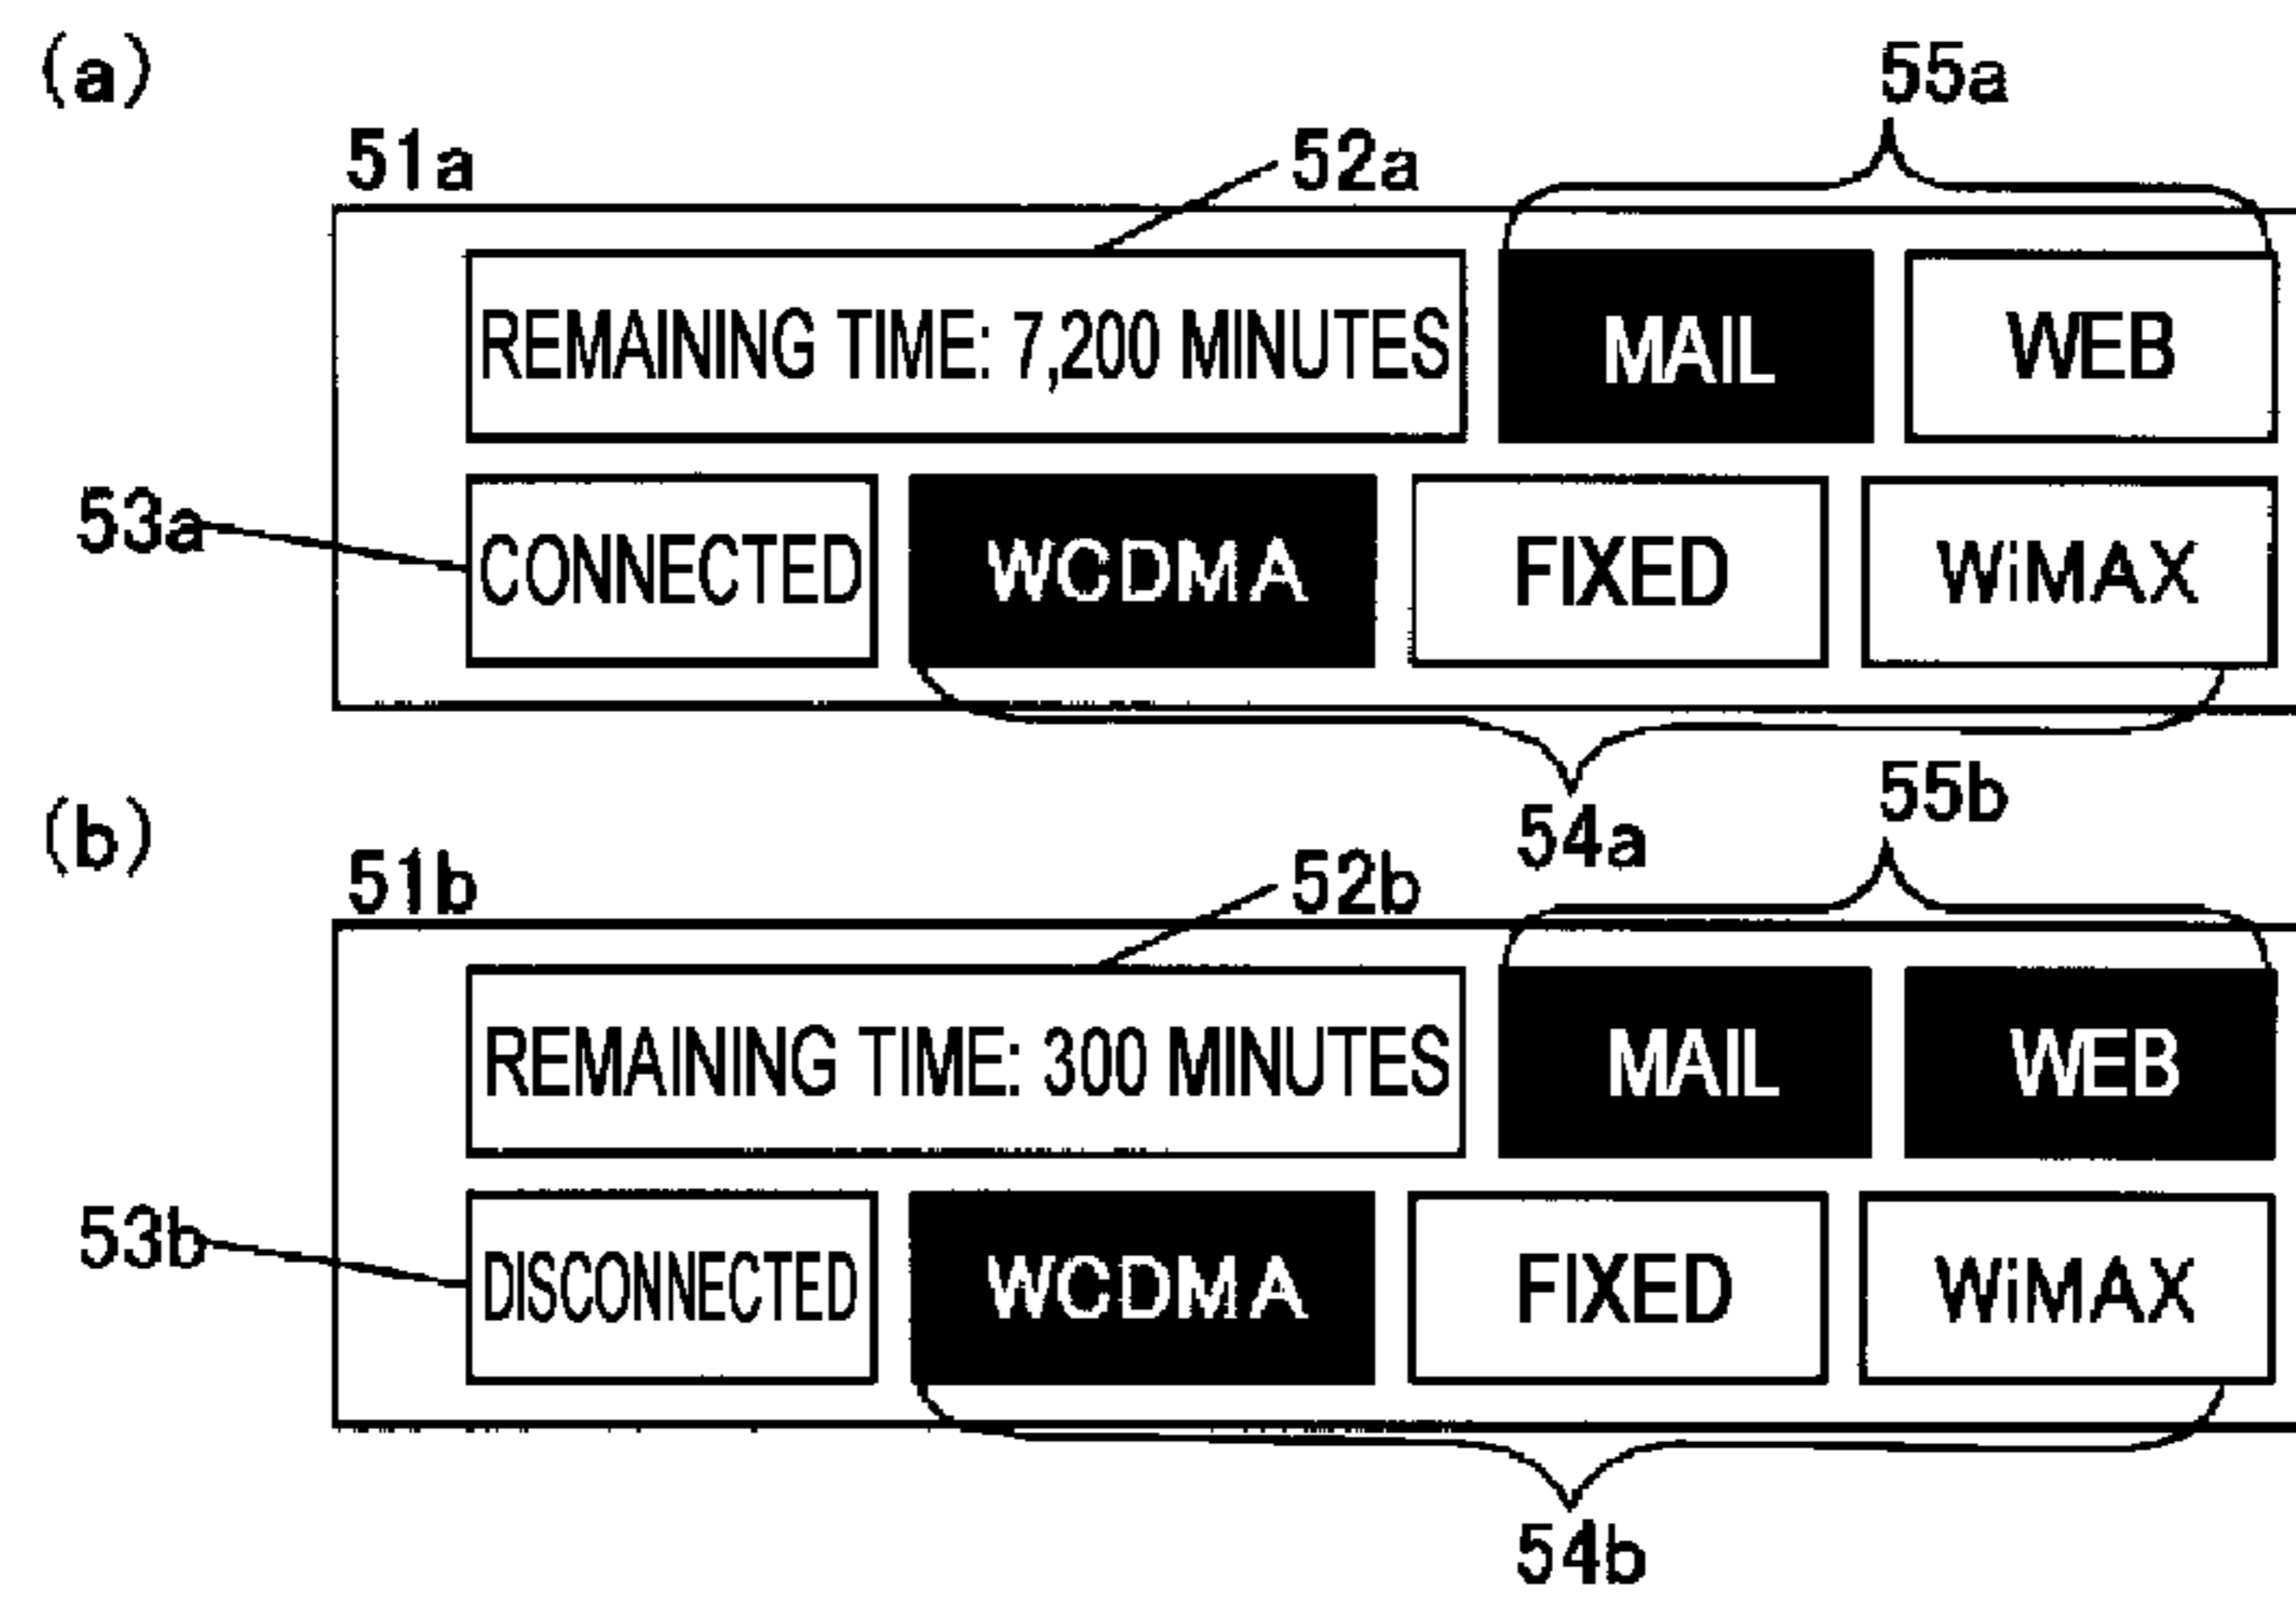 (a)
55a
51a
52a
REMAINING TIME: 7,200 MINUTES MAIL WEB
53a CONNECTED WCDMA FIXED WiMAX
54a
55b
(b)
51b
52b
REMAINING TIME: 300 MINUTES MAIL WEB
53b DISCONNECTED WCDMA FIXED WiMAX
54b